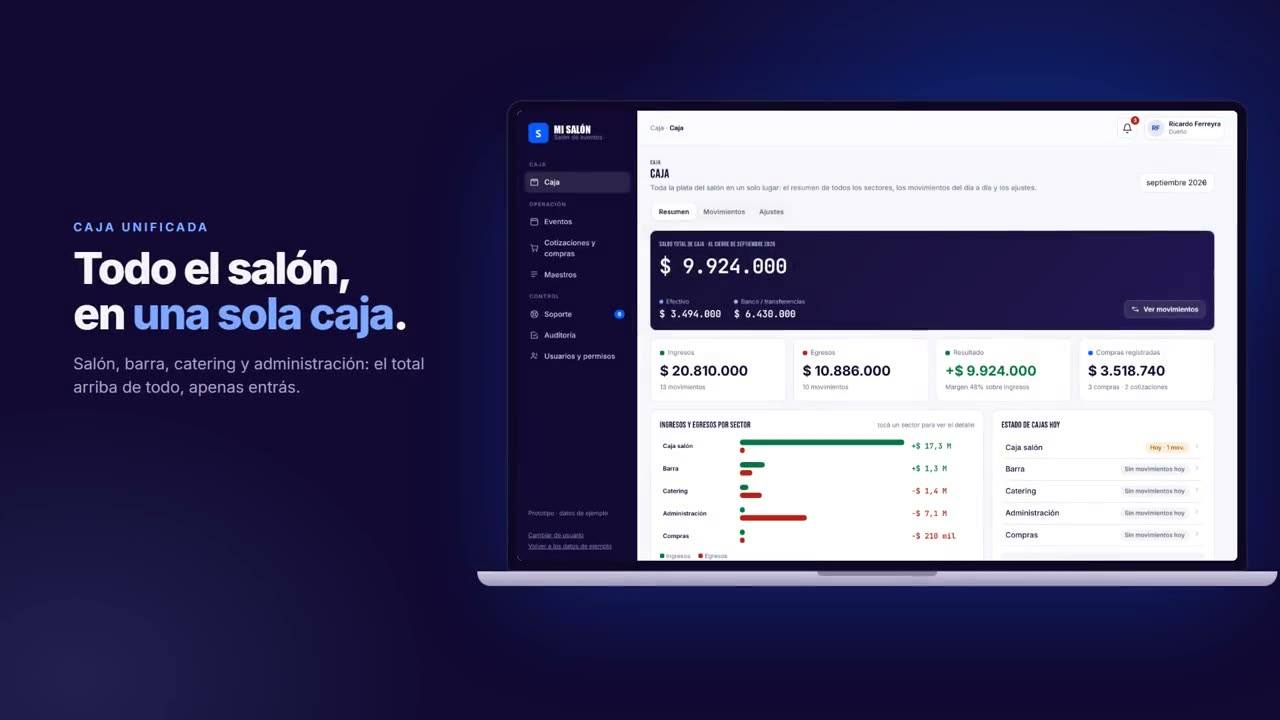 CAJA UNIFICADA
Todo el salón,
en una sola caja.
Salón, barra, catering y administración: el total
arriba de todo, apenas entrás.
S
MI SALÓN
Salón de eventos
CAJA
Caja
OPERACIÓN
Eventos
Cotizaciones y
compras
Maestros
CONTROL
Soporte
Auditoría
Usuarios y permisos
Prototipo · datos de ejemplo
Cambiar de usuario
Volver a los datos de ejemplo
Caja · Caja
RF
Ricardo Ferreyra
Dueño
CAJA
CAJA
Toda la plata del salón en un solo lugar: el resumen de todos los sectores, los movimientos del día a día y los ajustes.
septiembre 2026
Resumen Movimientos Ajustes
SALDO TOTAL DE CAJA · AL CIERRE DE SEPTIEMBRE 2026
$ 9.924.000
Efectivo
$ 3.494.000
Banco / transferencias
$ 6.430.000
Ver movimientos
Ingresos
$ 20.810.000
13 movimientos
Egresos
$ 10.886.000
10 movimientos
Resultado
+$ 9.924.000
Margen 48% sobre ingresos
Compras registradas
$ 3.518.740
3 compras · 2 cotizaciones
INGRESOS Y EGRESOS POR SECTOR
tocá un sector para ver el detalle
Caja salón +$ 17,3 M
Barra +$ 1,3 M
Catering -$ 1,4 M
Administración -$ 7,1 M
Compras -$ 210 mil
Ingresos Egresos
ESTADO DE CAJAS HOY
Caja salón Hoy · 1 mov.
Barra Sin movimientos hoy
Catering Sin movimientos hoy
Administración Sin movimientos hoy
Compras Sin movimientos hoy